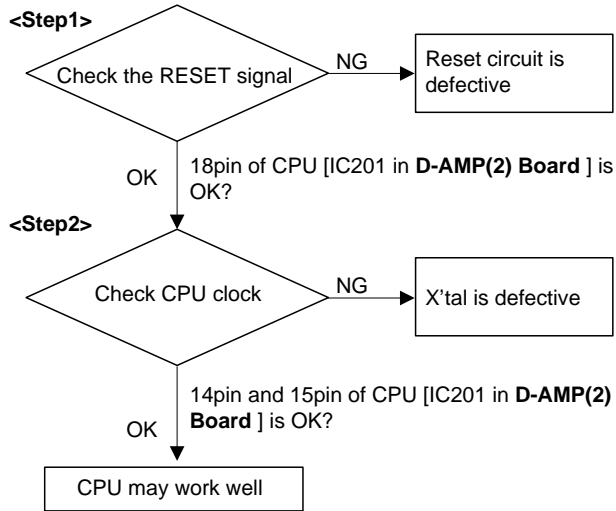 <Step1>
Check the RESET signal
NG
Reset circuit is
defective
OK
18pin of CPU [IC201 in D-AMP(2) Board ] is
OK?
<Step2>
Check CPU clock
NG
X'tal is defective
OK
14pin and 15pin of CPU [IC201 in D-AMP(2)
Board ] is OK?
CPU may work well